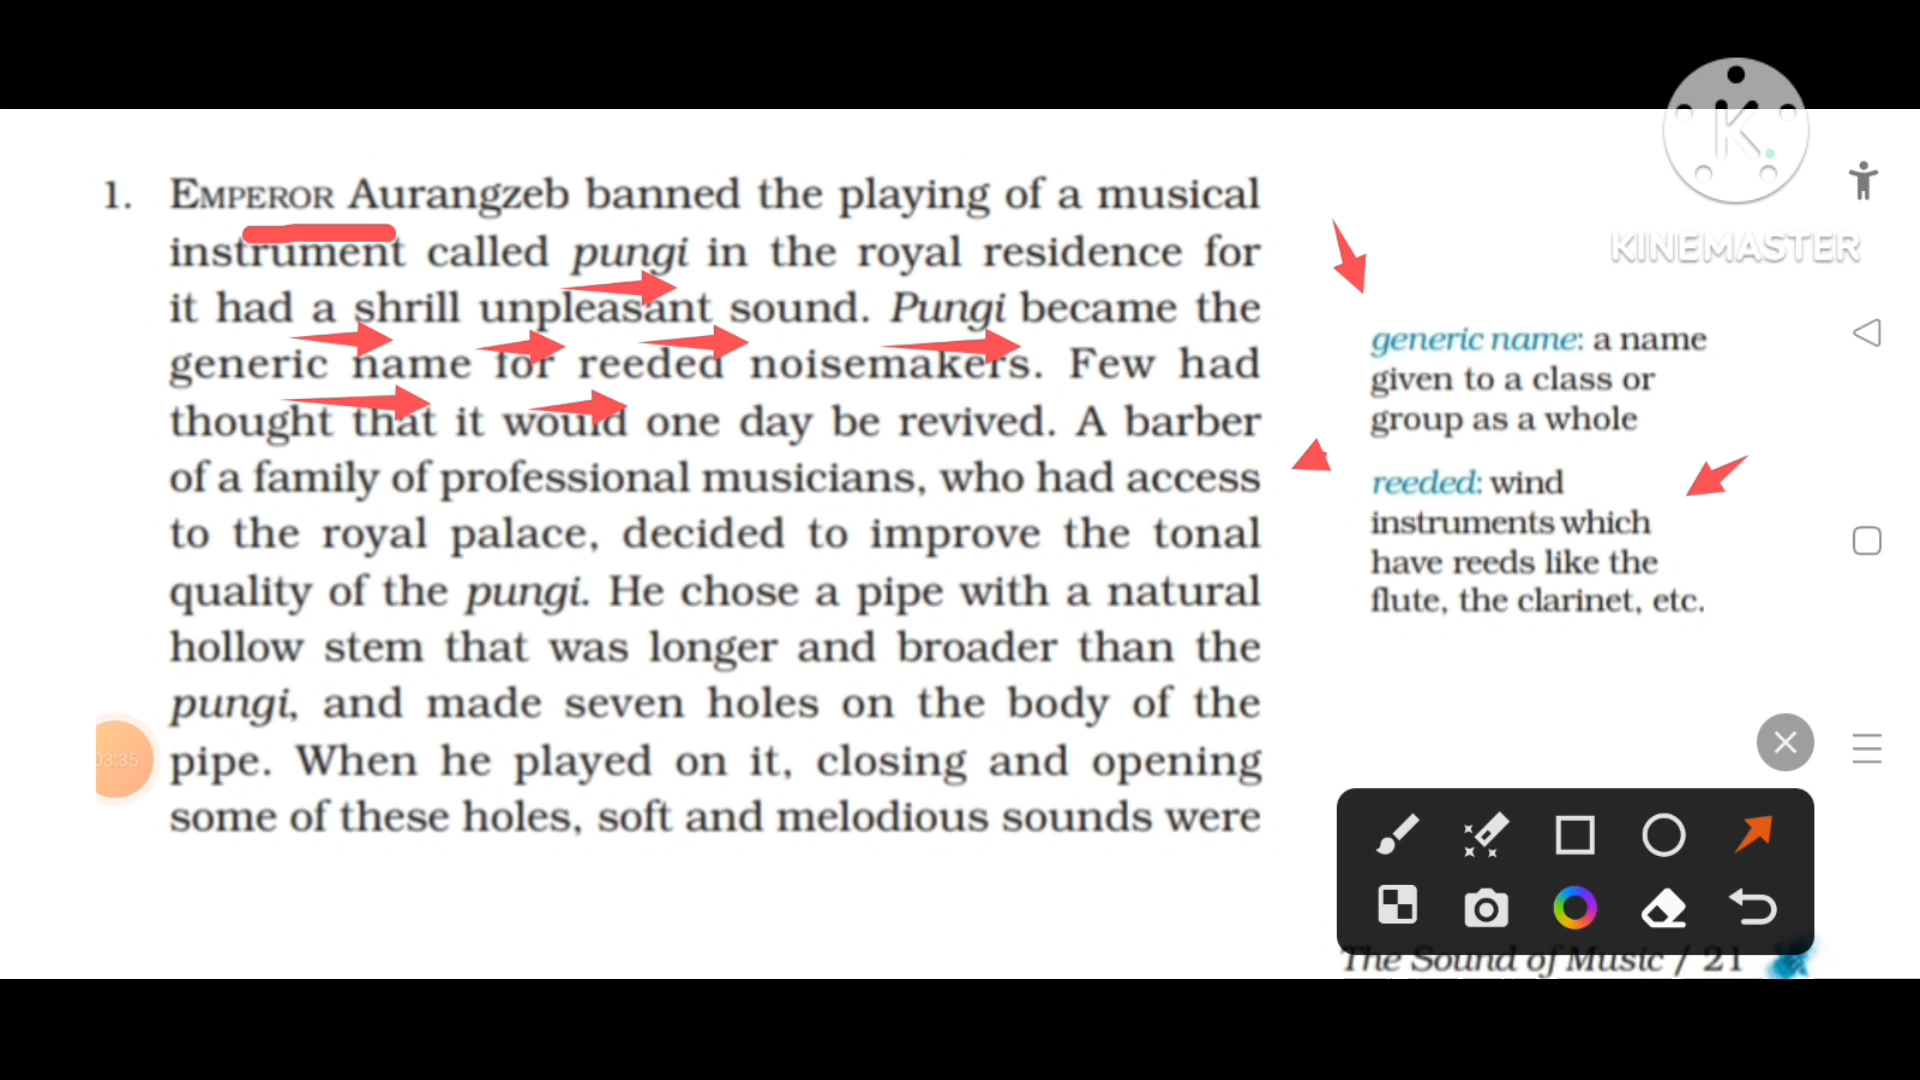 KINEMASTER
1. EMPEROR Aurangzeb banned the playing of a musical
instrument called pungi in the royal residence for
it had a shrill unpleasant sound. Pungi became the
generic name for reeded noisemakers. Few had
thought that it would one day be revived. A barber
of a family of professional musicians, who had access
to the royal palace, decided to improve the tonal
quality of the pungi. He chose a pipe with a natural
hollow stem that was longer and broader than the
pungi, and made seven holes on the body of the
pipe. When he played on it, closing and opening
some of these holes, soft and melodious sounds were
generic name: a name
given to a class or
group as a whole
reeded: wind
instruments which
have reeds like the
flute, the clarinet, etc.
03:35
The Sound of Music / 21